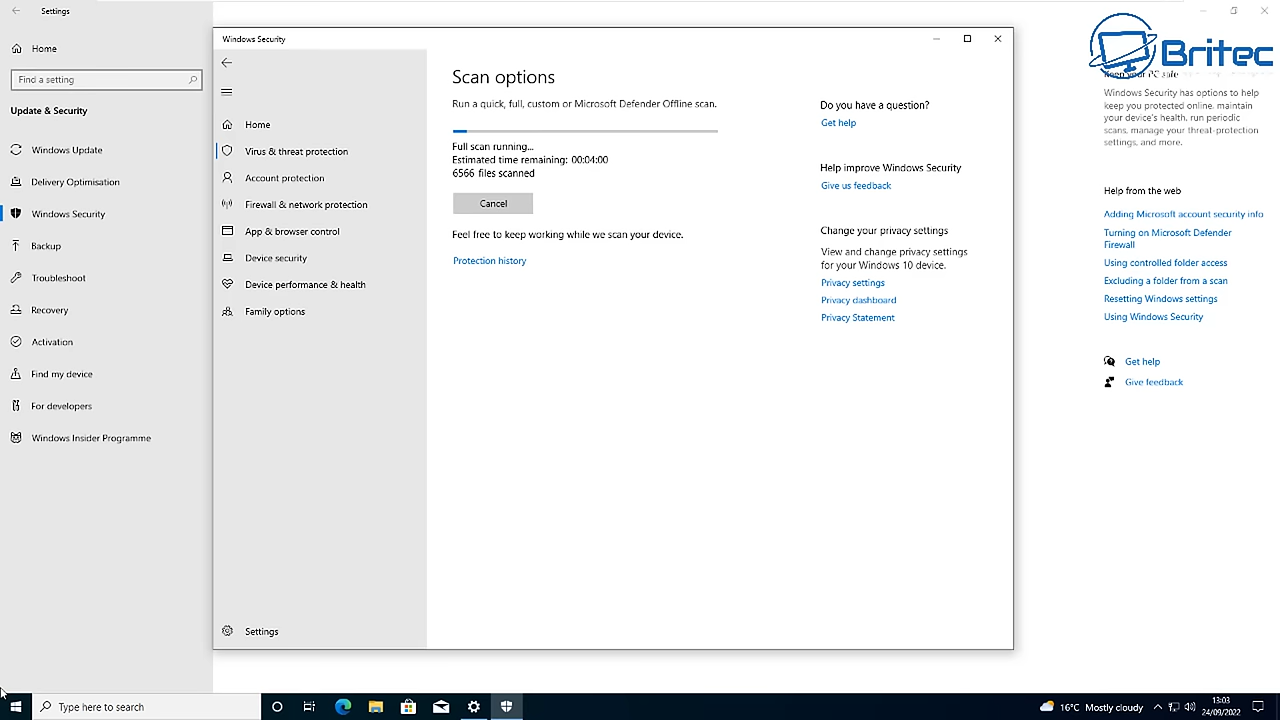 Settings
Home
Find a setting
Update & Security
Windows Update
Delivery Optimisation
Windows Security
Backup
Troubleshoot
Recovery
Activation
Find my device
For developers
Windows Insider Programme
Windows Security
Home
Virus & threat protection
Account protection
Firewall & network protection
App & browser control
Device security
Device performance & health
Family options
Settings
Scan options
Run a quick, full, custom or Microsoft Defender Offline scan.
Full scan running...
Estimated time remaining: 00:04:00
6566 files scanned
Cancel
Feel free to keep working while we scan your device.
Protection history
Do you have a question?
Get help
Help improve Windows Security
Give us feedback
Change your privacy settings
View and change privacy settings
for your Windows 10 device.
Privacy settings
Privacy dashboard
Privacy Statement
Britec
Keep your PC safe
Windows Security has options to help
keep you protected online, maintain
your device's health, run periodic
scans, manage your threat-protection
settings, and more.
Help from the web
Adding Microsoft account security info
Turning on Microsoft Defender
Firewall
Using controlled folder access
Excluding a folder from a scan
Resetting Windows settings
Using Windows Security
Get help
Give feedback
Type here to search
16°C Mostly cloudy
13:03
24/09/2022